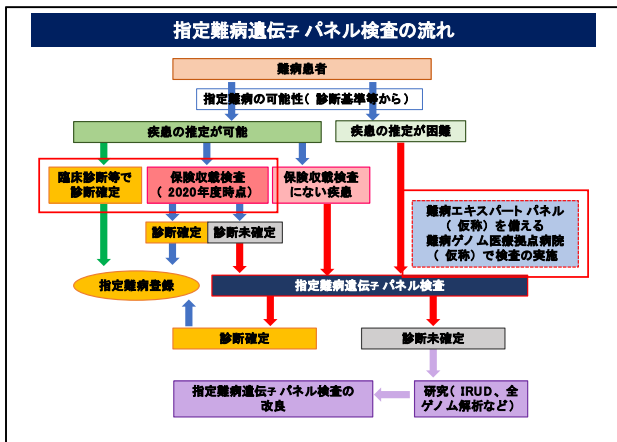 指定難病遺伝子 パネル検査の流れ
難病患者
指定難病の可能性（ 診断基準等から）
疾患の推定が可能
疾患の推定が困難
臨床診断等で
診断確定
保険収載検査
（ 2020年度時点）
保険収載検査
にない疾患
難病エキスパート パネル
（ 仮称）を備える
難病ゲノム医療拠点病院
（ 仮称）で検査の実施
診断確定
診断未確定
指定難病登録
指定難病遺伝子 パネル検査
診断確定
診断未確定
指定難病遺伝子 パネル検査の
改良
研究（ IRUD、全
ゲノム解析など）